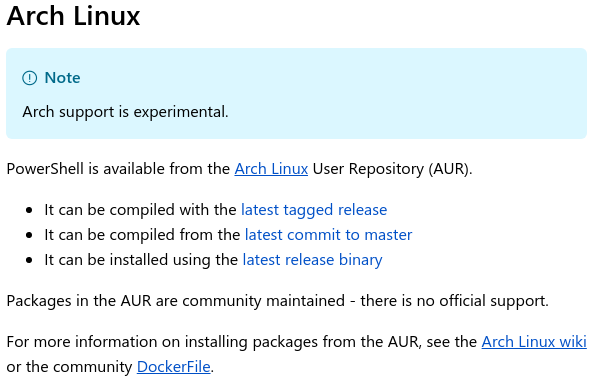 Arch Linux
Note
Arch support is experimental.
PowerShell is available from the Arch Linux User Repository (AUR).
It can be compiled with the latest tagged release
It can be compiled from the latest commit to master
It can be installed using the latest release binary
Packages in the AUR are community maintained - there is no official support.
For more information on installing packages from the AUR, see the Arch Linux wiki
or the community DockerFile.